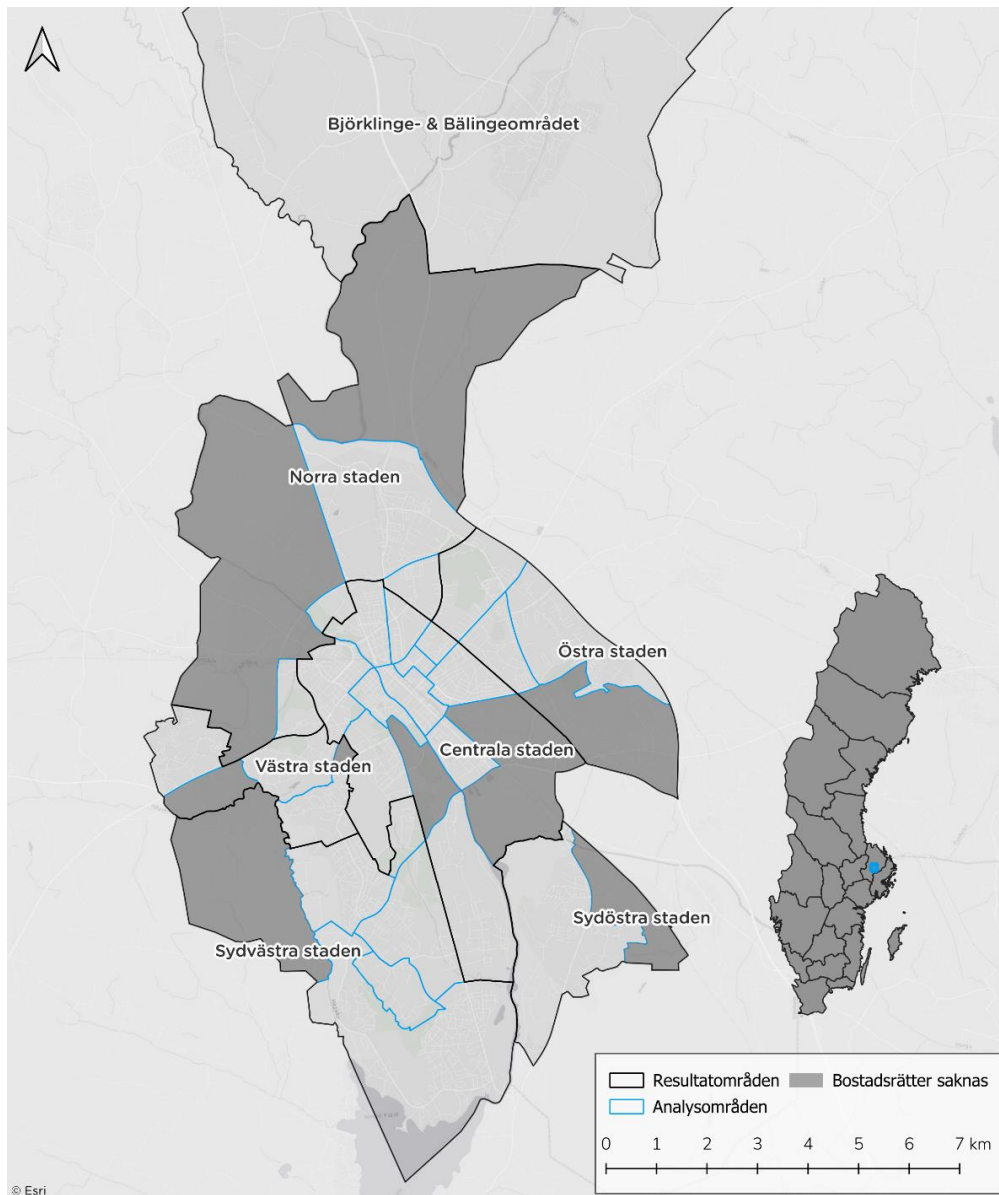 Björklinge- & Bälingeområdet
Norra staden
Östra staden
Centrala staden
Västra staden
Sydöstra staden
Sydvästra staden
Resultatområden
Bostadsrätter saknas
Analysområden
0 1 2 3 4 5 6 7 km
© Esri